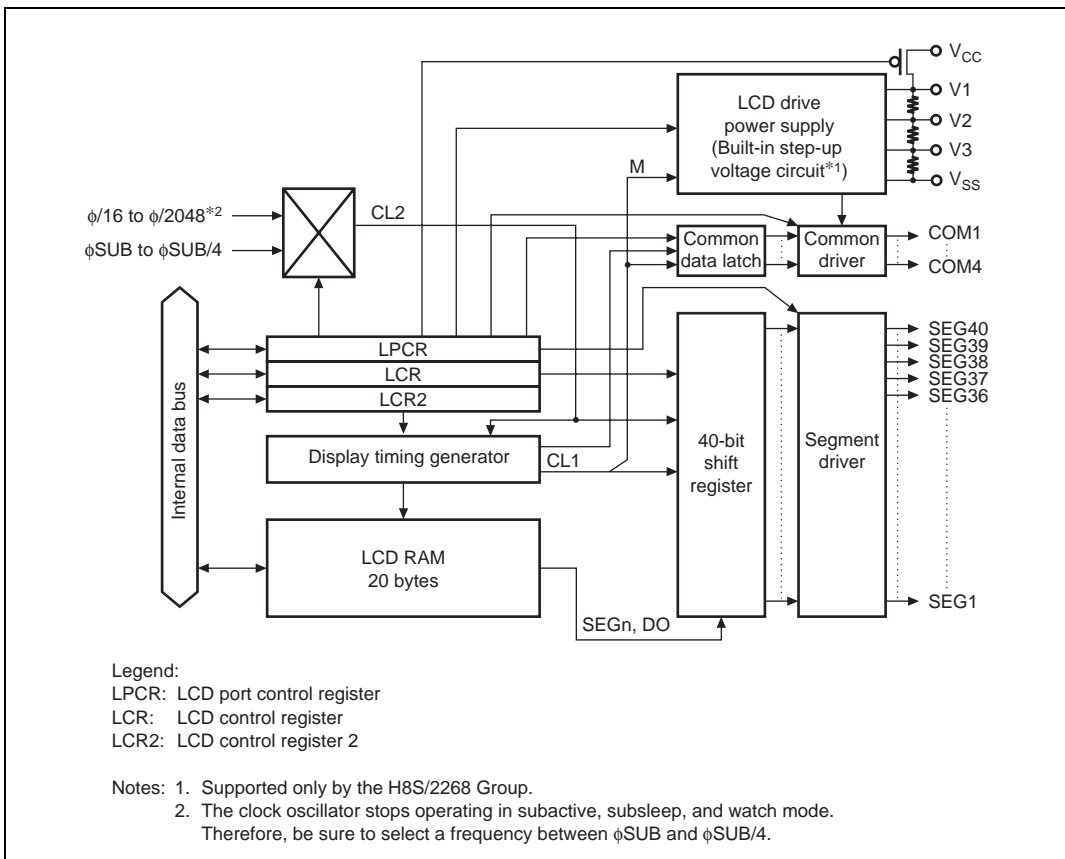 V_CC
V1
V2
V3
V_SS
LCD drive
power supply
(Built-in step-up
voltage circuit*1)
M
ϕ/16 to ϕ/2048*2
ϕSUB to ϕSUB/4
CL2
Common
data latch
Common
driver
COM1
COM4
Internal data bus
LPCR
LCR
LCR2
Display timing generator
CL1
LCD RAM
20 bytes
SEGn, DO
40-bit
shift
register
Segment
driver
SEG40
SEG39
SEG38
SEG37
SEG36
SEG1
Legend:
LPCR: LCD port control register
LCR: LCD control register
LCR2: LCD control register 2
Notes: 1. Supported only by the H8S/2268 Group.
2. The clock oscillator stops operating in subactive, subsleep, and watch mode.
Therefore, be sure to select a frequency between ϕSUB and ϕSUB/4.